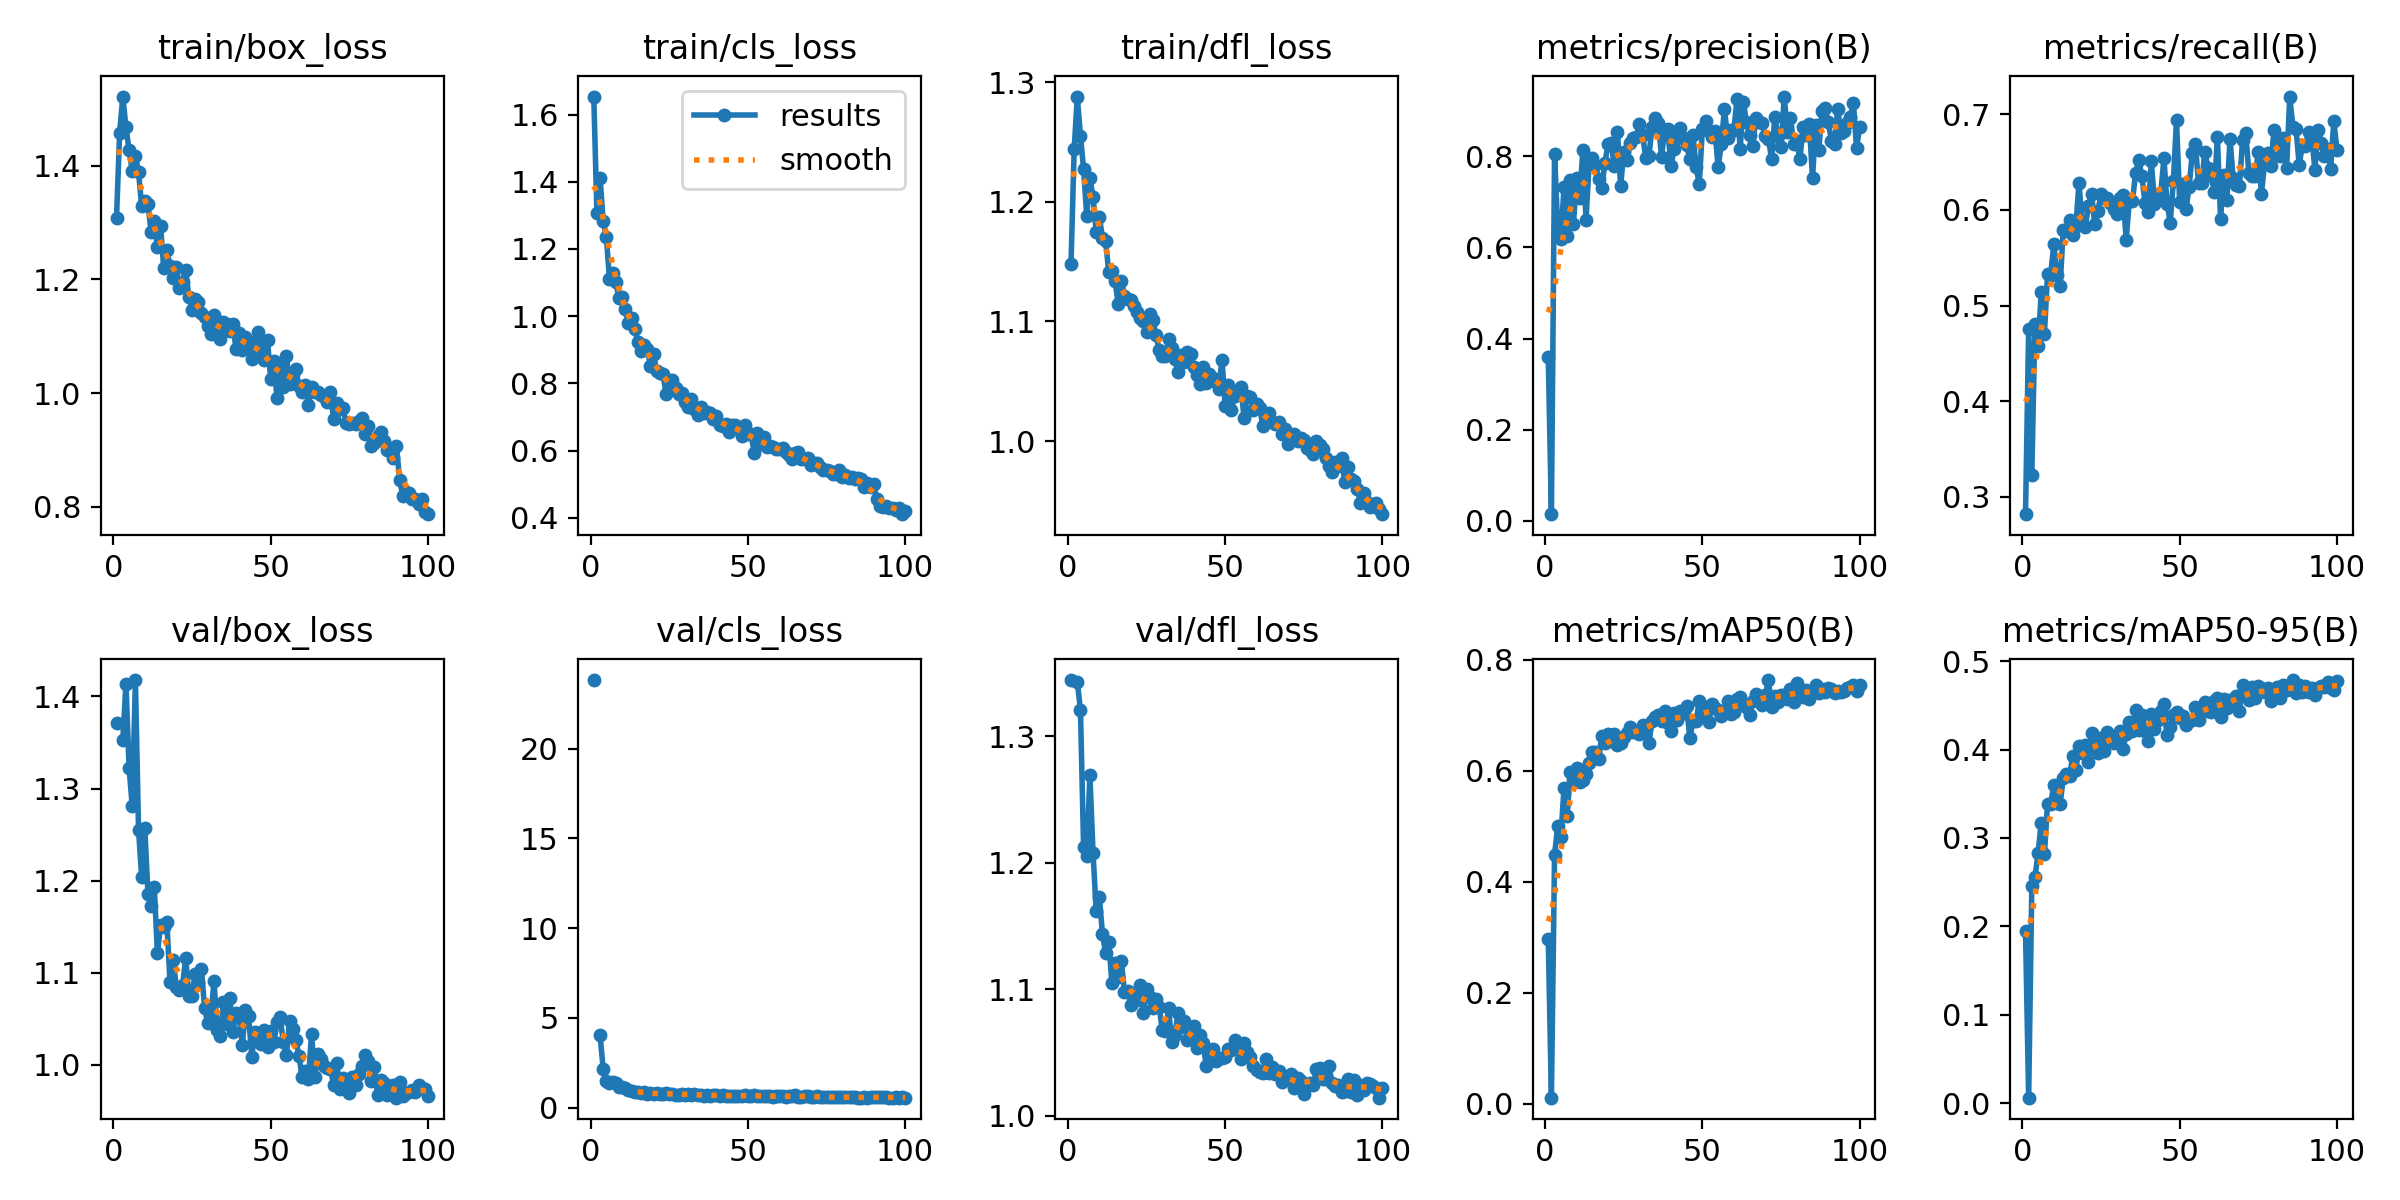 train/box_loss
1.4
1.2
1.0
0.8
0 50 100
train/cls_loss
results
smooth
1.6
1.4
1.2
1.0
0.8
0.6
0.4
0 50 100
train/dfl_loss
1.3
1.2
1.1
1.0
0 50 100
metrics/precision(B)
0.8
0.6
0.4
0.2
0.0
0 50 100
metrics/recall(B)
0.7
0.6
0.5
0.4
0.3
0 50 100
val/box_loss
1.4
1.3
1.2
1.1
1.0
0 50 100
val/cls_loss
20
15
10
5
0
0 50 100
val/dfl_loss
1.3
1.2
1.1
1.0
0 50 100
metrics/mAP50(B)
0.8
0.6
0.4
0.2
0.0
0 50 100
metrics/mAP50-95(B)
0.5
0.4
0.3
0.2
0.1
0.0
0 50 100